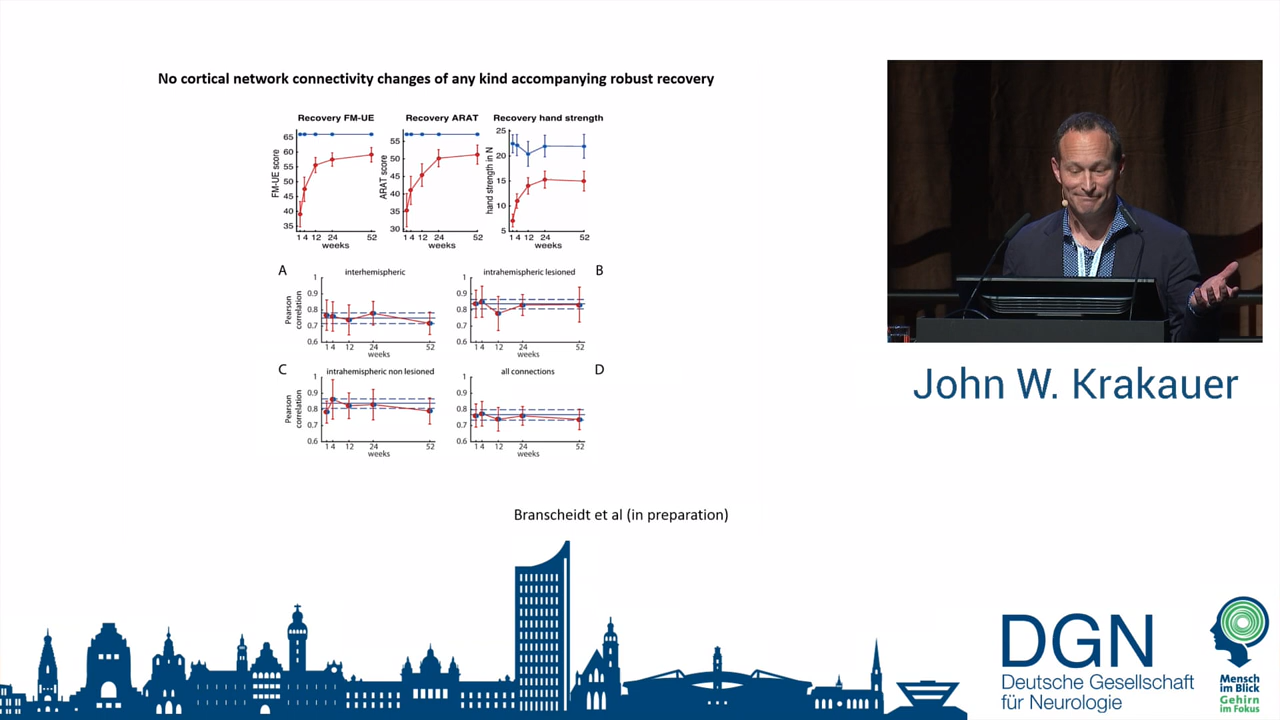 No cortical network connectivity changes of any kind accompanying robust recovery
Recovery FM-UE
Recovery ARAT
Recovery hand strength
FM-UE score
65
60
55
50
45
40
35
1 4 12 24 52
weeks
ARAT score
55
50
45
40
35
30
1 4 12 24 52
weeks
hand strength in N
25
20
15
10
5
1 4 12 24 52
weeks
A
interhemispheric
Pearson
correlation
1
0.9
0.8
0.7
0.6
1 4 12 24 52
weeks
intrahemispheric lesioned
B
1
0.9
0.8
0.7
0.6
1 4 12 24 52
weeks
C
intrahemispheric non lesioned
Pearson
correlation
1
0.9
0.8
0.7
0.6
1 4 12 24 52
weeks
all connections
D
1
0.9
0.8
0.7
0.6
1 4 12 24 52
weeks
Branscheidt et al (in preparation)
John W. Krakauer
DGN
Deutsche Gesellschaft
für Neurologie
Mensch
im Blick
Gehirn
im Fokus